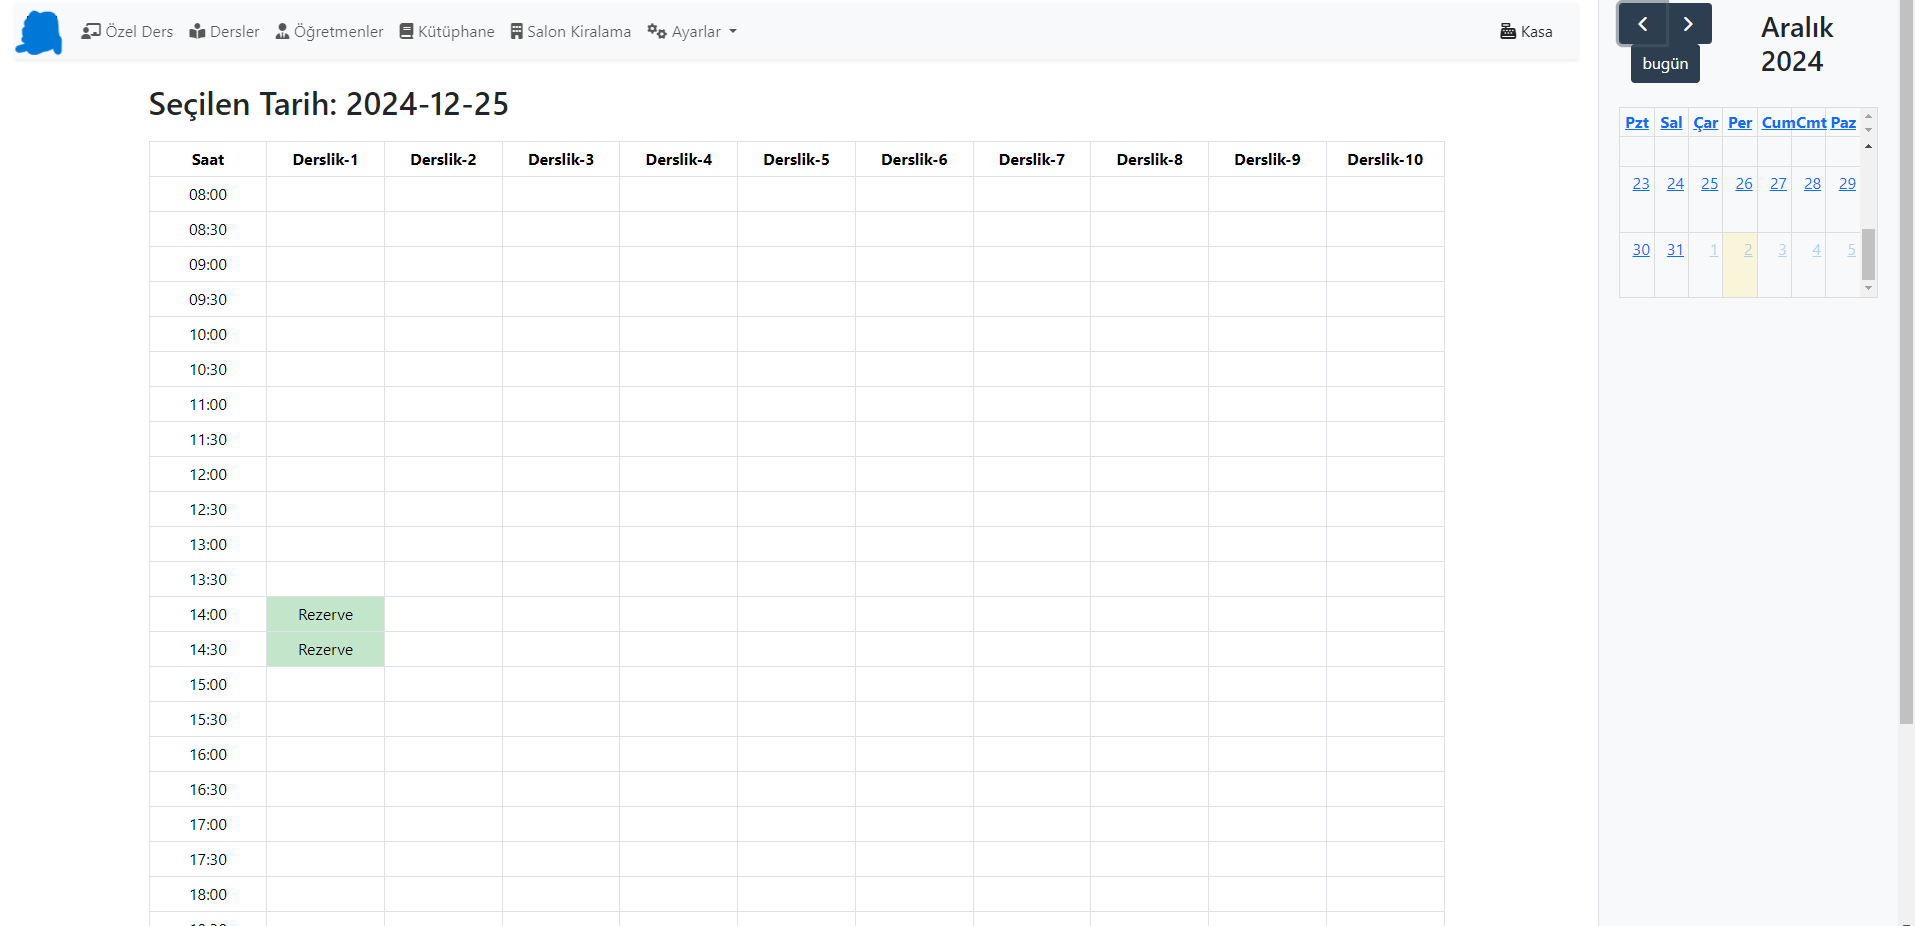 Özel Ders Dersler Öğretmenler Kütüphane Salon Kiralama Ayarlar Kasa
Seçilen Tarih: 2024-12-25
Saat Derslik-1 Derslik-2 Derslik-3 Derslik-4 Derslik-5 Derslik-6 Derslik-7 Derslik-8 Derslik-9 Derslik-10
08:00
08:30
09:00
09:30
10:00
10:30
11:00
11:30
12:00
12:30
13:00
13:30
14:00 Rezerve
14:30 Rezerve
15:00
15:30
16:00
16:30
17:00
17:30
18:00
Aralık
2024
bugün
Pzt Sal Çar Per Cum Cmt Paz
23 24 25 26 27 28 29
30 31 1 2 3 4 5